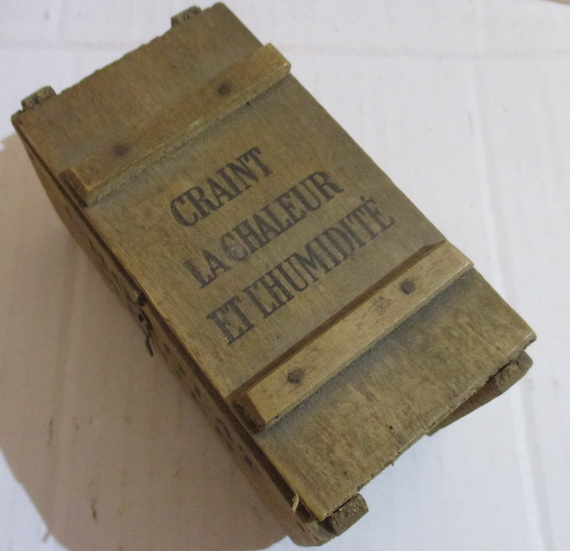 CRAINT
LA CHALEUR
ET L'HUMIDITÉ